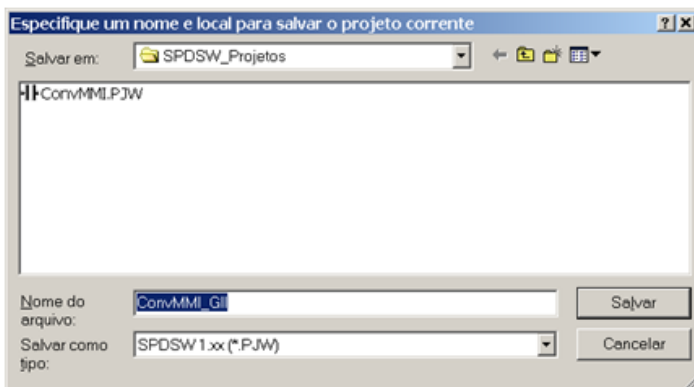 Especifique um nome e local para salvar o projeto corrente
Salvar em:
SPDSW_Projetos
ConvMMI.PJW
Nome do
arquivo:
ConvMMI_GII
Salvar
Salvar como
tipo:
SPDSW 1.xx (*.PJW)
Cancelar